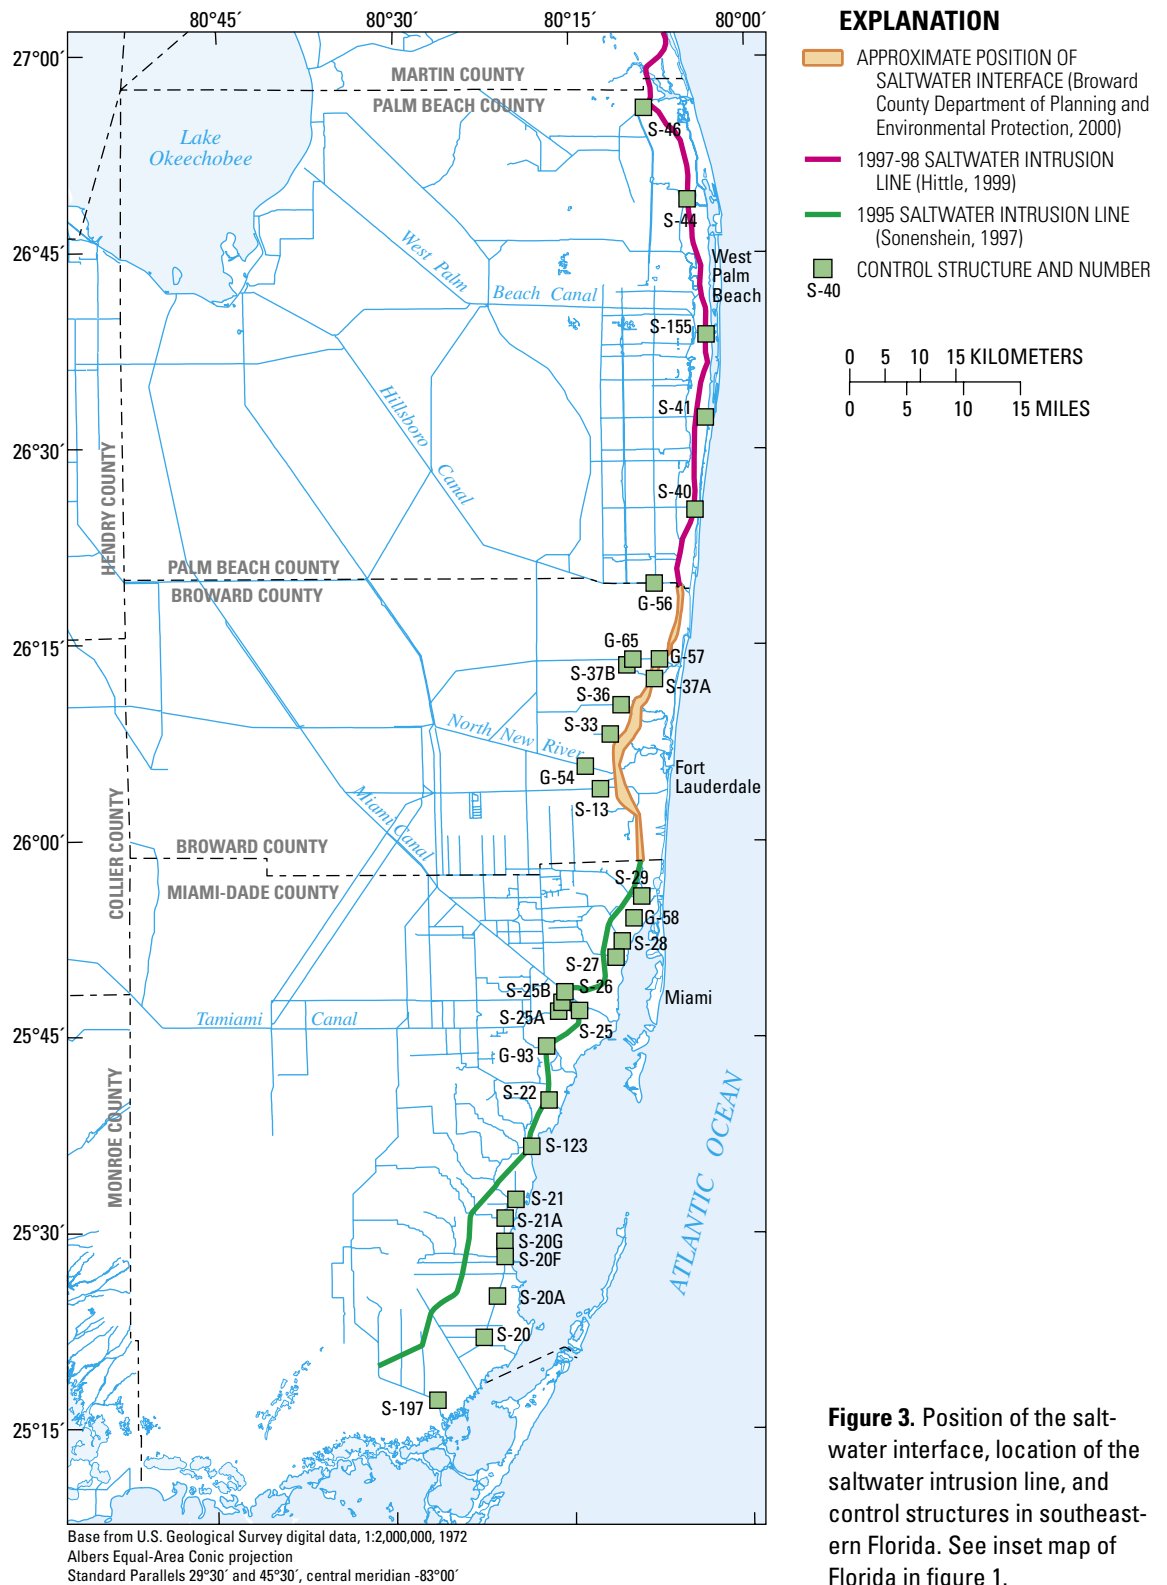 80°45´
80°30´
80°15´
80°00´
EXPLANATION
APPROXIMATE POSITION OF
SALTWATER INTERFACE (Broward
County Department of Planning and
Environmental Protection, 2000)
1997-98 SALTWATER INTRUSION
LINE (Hittle, 1999)
1995 SALTWATER INTRUSION LINE
(Sonenshein, 1997)
CONTROL STRUCTURE AND NUMBER
S-40
0 5 10 15 KILOMETERS
0 5 10 15 MILES
27°00´
26°45´
26°30´
26°15´
26°00´
25°45´
25°30´
25°15´
MARTIN COUNTY
PALM BEACH COUNTY
Lake
Okeechobee
S-46
S-44
West Palm
Beach Canal
West
Palm
Beach
S-155
Hillsboro
Canal
S-41
S-40
HENDRY COUNTY
PALM BEACH COUNTY
BROWARD COUNTY
G-56
G-65
G-57
S-37B
S-37A
S-36
S-33
North New River
G-54
Fort
Lauderdale
S-13
Miami Canal
COLLIER COUNTY
BROWARD COUNTY
MIAMI-DADE COUNTY
S-29
G-58
S-28
S-27
S-26
S-25B
Miami
S-25A
S-25
Tamiami Canal
G-93
S-22
MONROE COUNTY
S-123
ATLANTIC OCEAN
S-21
S-21A
S-20G
S-20F
S-20A
S-20
S-197
Base from U.S. Geological Survey digital data, 1:2,000,000, 1972
Albers Equal-Area Conic projection
Standard Parallels 29°30´ and 45°30´, central meridian -83°00´
Figure 3. Position of the salt-
water interface, location of the
saltwater intrusion line, and
control structures in southeast-
ern Florida. See inset map of
Florida in figure 1.